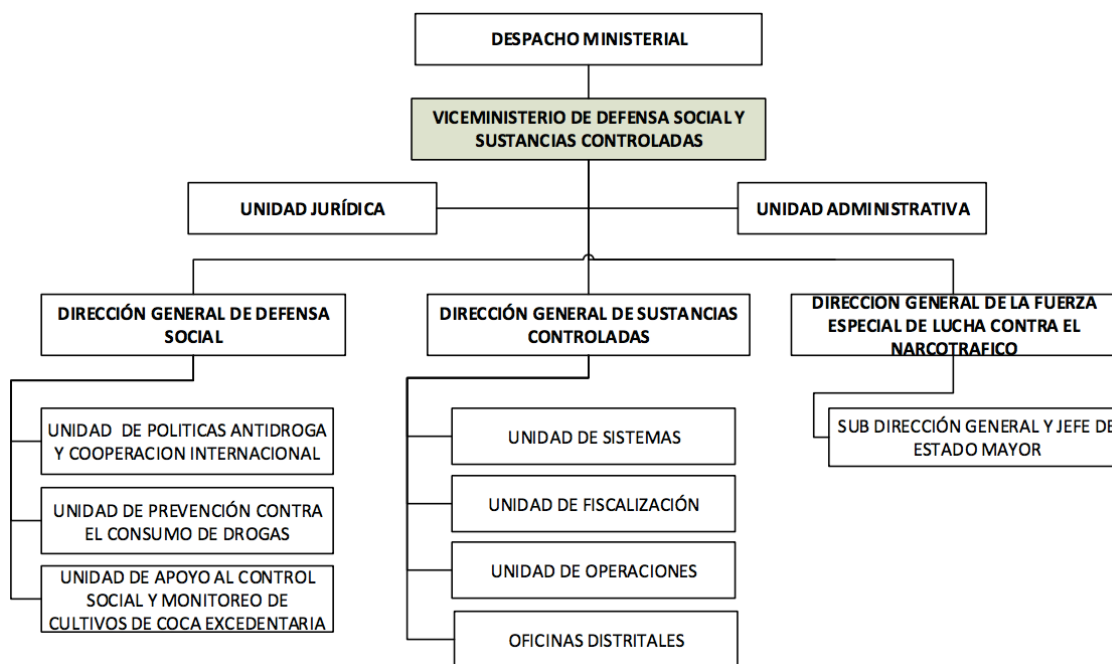 DESPACHO MINISTERIAL
VICEMINISTERIO DE DEFENSA SOCIAL Y
SUSTANCIAS CONTROLADAS
UNIDAD JURÍDICA
UNIDAD ADMINISTRATIVA
DIRECCIÓN GENERAL DE DEFENSA
SOCIAL
UNIDAD DE POLITICAS ANTIDROGA
Y COOPERACION INTERNACIONAL
UNIDAD DE PREVENCIÓN CONTRA
EL CONSUMO DE DROGAS
UNIDAD DE APOYO AL CONTROL
SOCIAL Y MONITOREO DE
CULTIVOS DE COCA EXCEDENTARIA
DIRECCIÓN GENERAL DE SUSTANCIAS
CONTROLADAS
UNIDAD DE SISTEMAS
UNIDAD DE FISCALIZACIÓN
UNIDAD DE OPERACIONES
OFICINAS DISTRITALES
DIRECCION GENERAL DE LA FUERZA
ESPECIAL DE LUCHA CONTRA EL
NARCOTRAFICO
SUB DIRECCIÓN GENERAL Y JEFE DE
ESTADO MAYOR